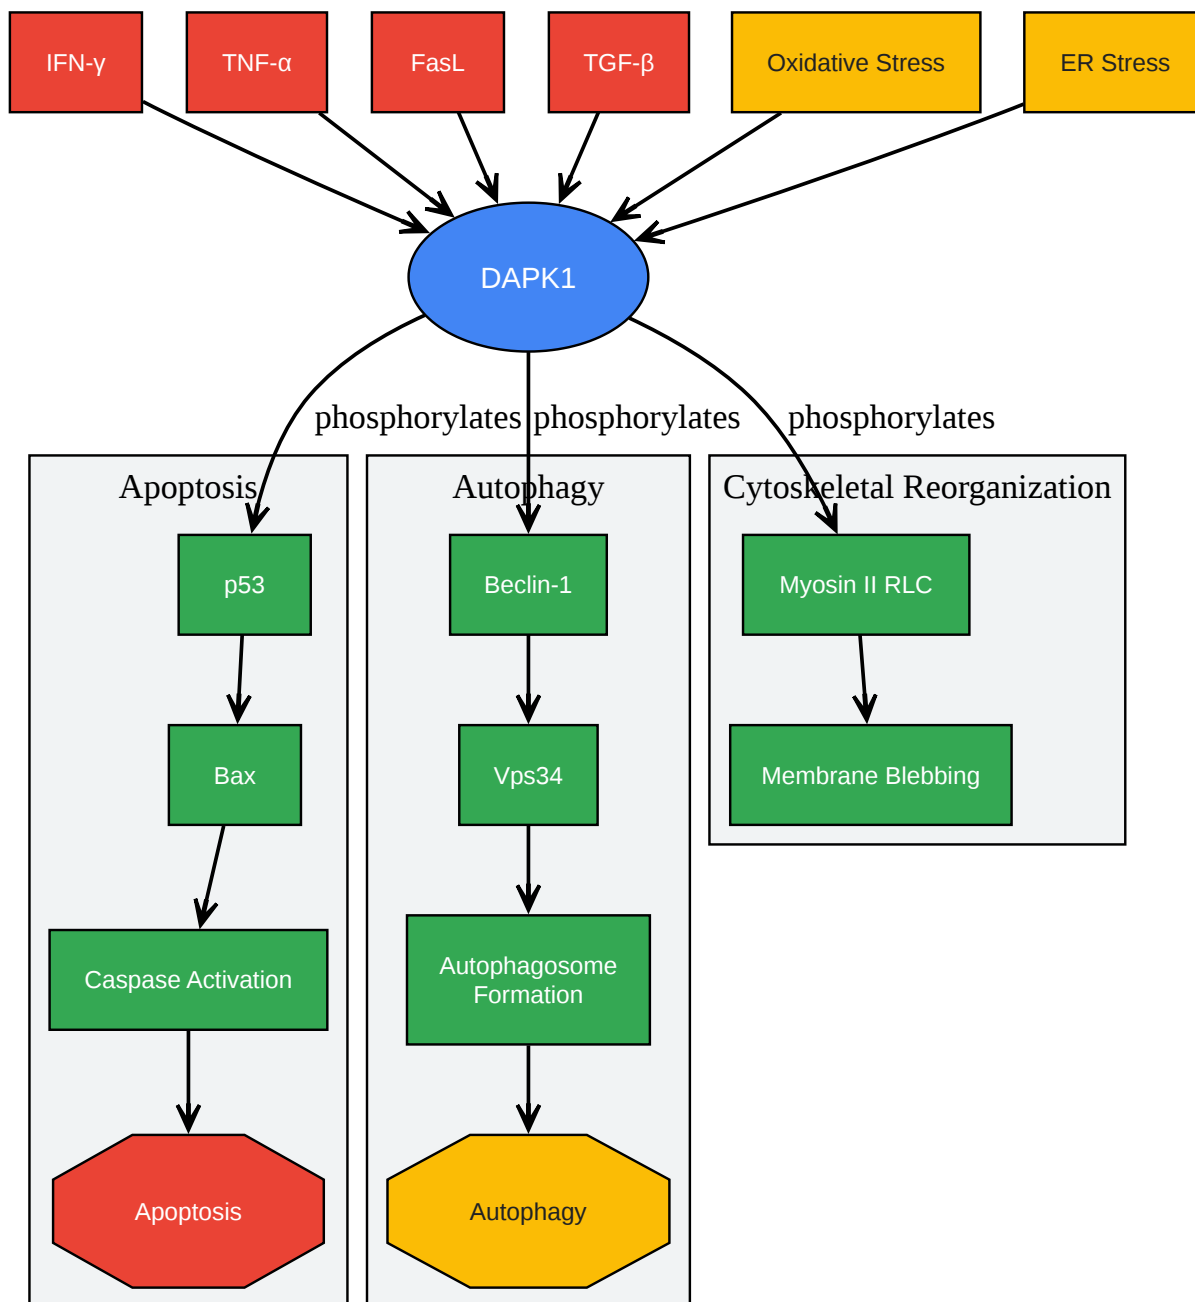 IFN-γ
TNF-α
FasL
TGF-β
Oxidative Stress
ER Stress
DAPK1
phosphorylates
phosphorylates
phosphorylates
Apoptosis
Autophagy
Cytoskeletal Reorganization
p53
Beclin-1
Myosin II RLC
Bax
Vps34
Membrane Blebbing
Caspase Activation
Autophagosome
Formation
Apoptosis
Autophagy